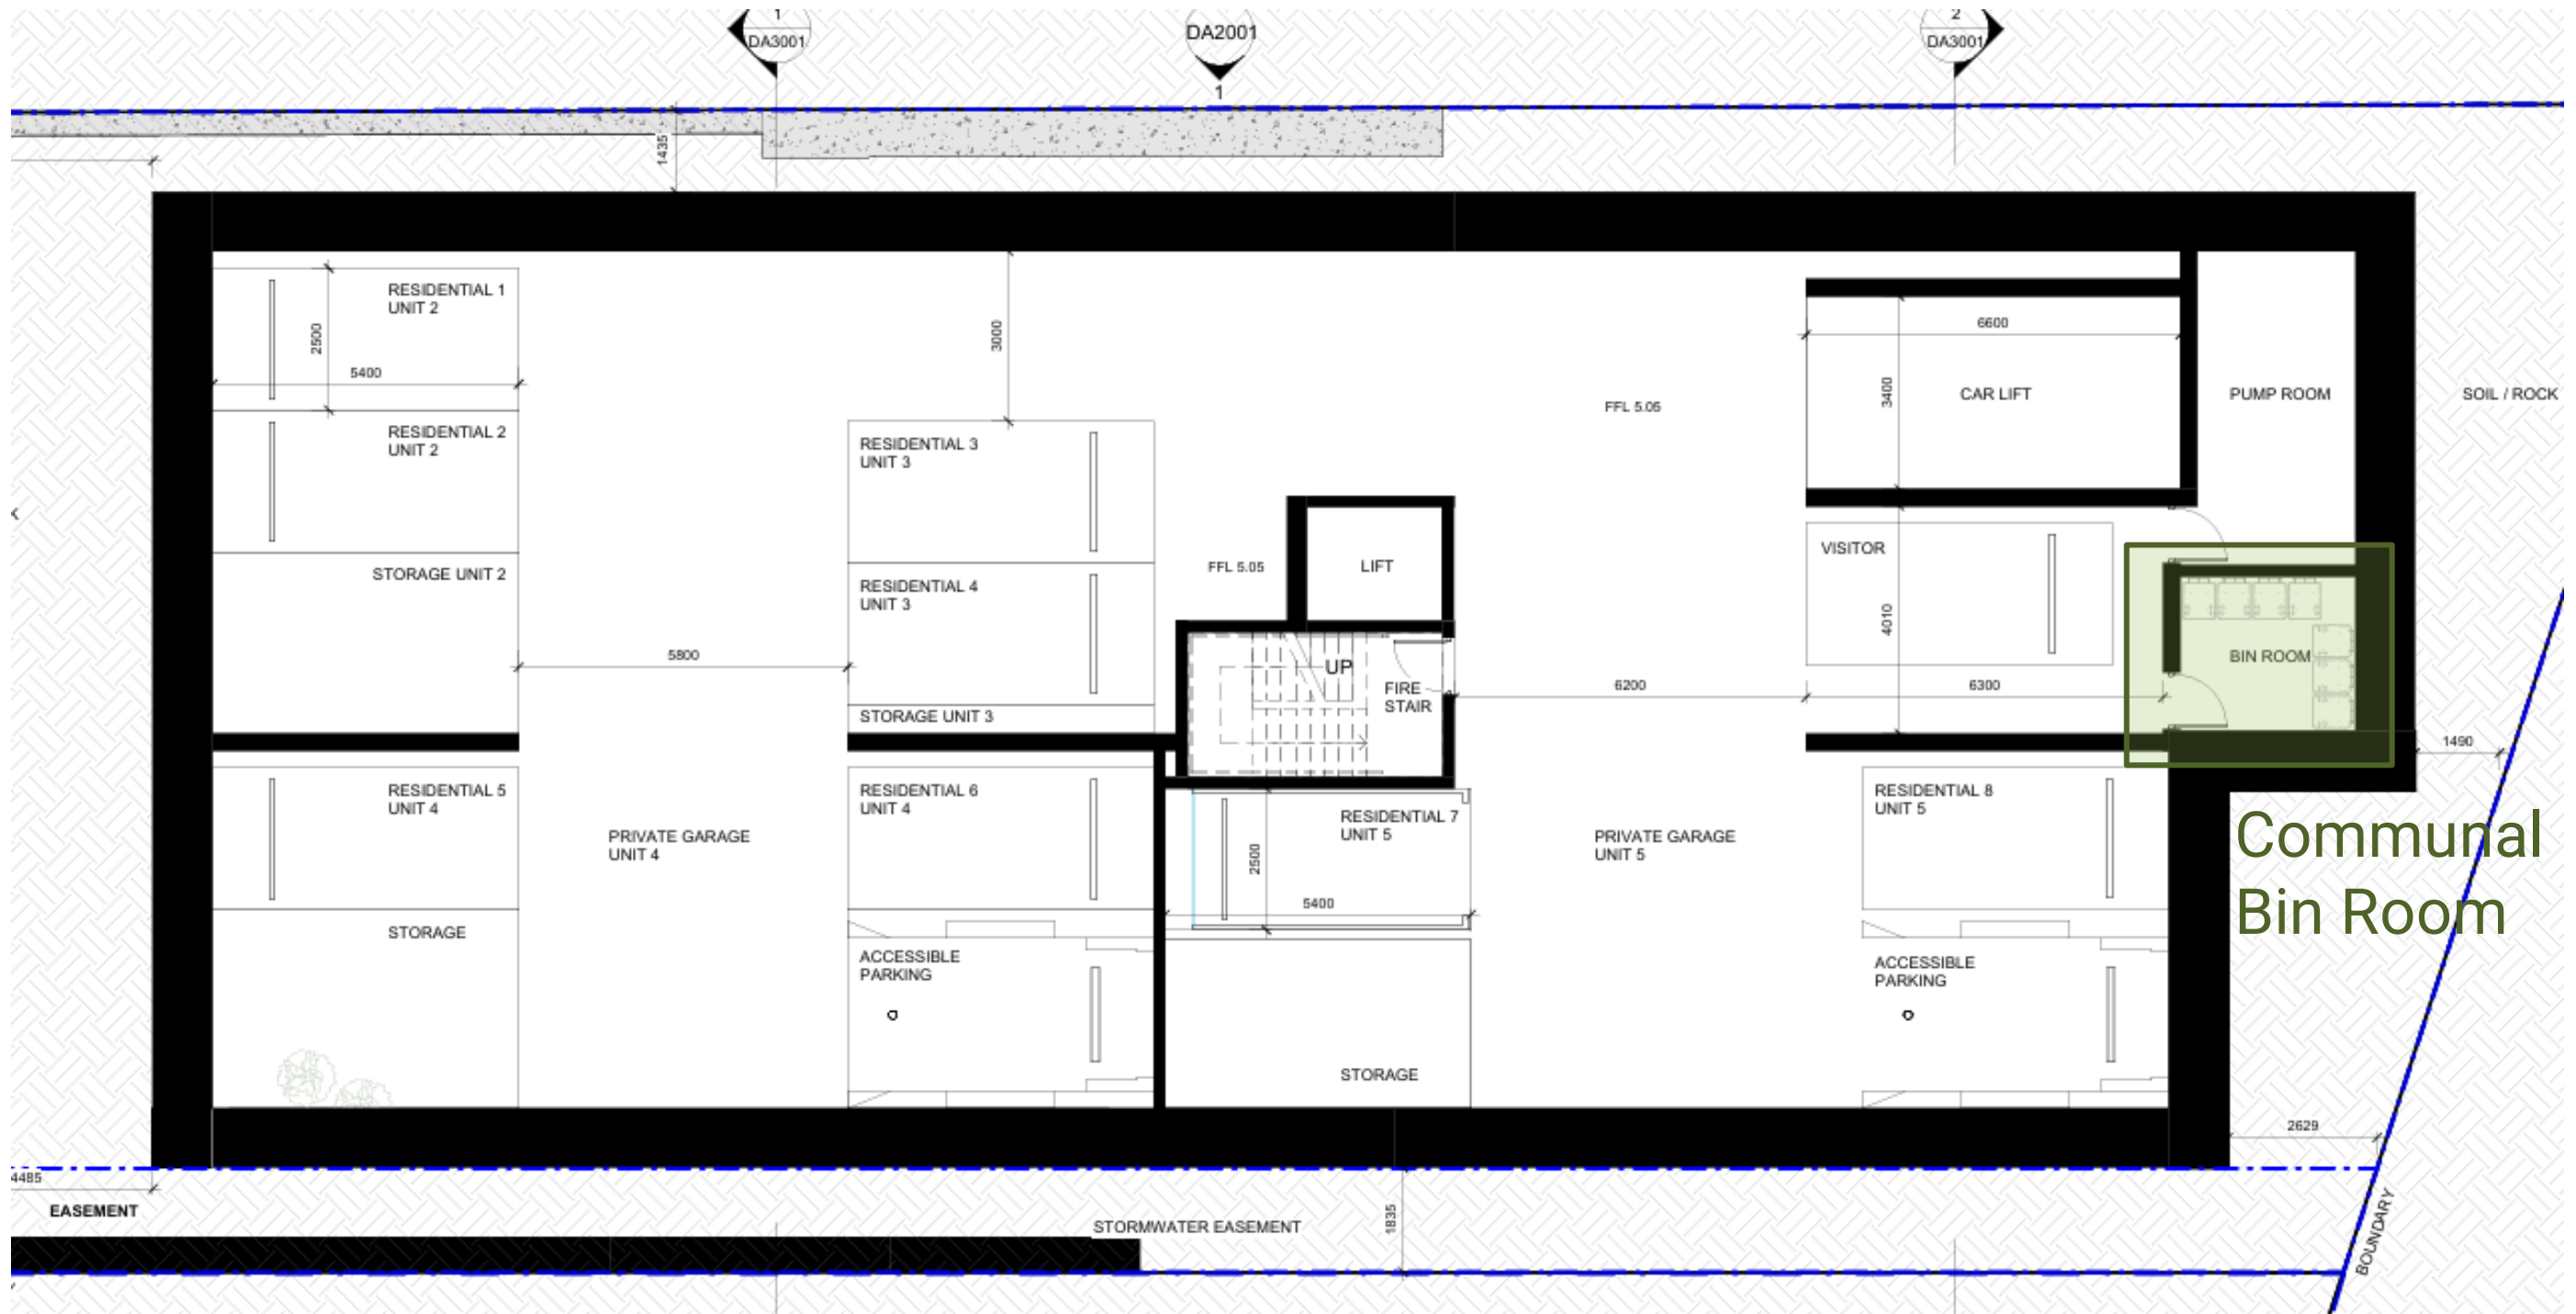 1
DA3001
DA2001
1
2
DA3001
1435
RESIDENTIAL 1
UNIT 2
2500
5400
RESIDENTIAL 2
UNIT 2
STORAGE UNIT 2
3000
RESIDENTIAL 3
UNIT 3
RESIDENTIAL 4
UNIT 3
STORAGE UNIT 3
5800
FFL 5.05
LIFT
UP
FIRE
STAIR
FFL 5.05
6600
3400
CAR LIFT
PUMP ROOM
SOIL / ROCK
VISITOR
4010
6200
6300
BIN ROOM
1490
Communal
Bin Room
RESIDENTIAL 5
UNIT 4
STORAGE
PRIVATE GARAGE
UNIT 4
RESIDENTIAL 6
UNIT 4
ACCESSIBLE
PARKING
RESIDENTIAL 7
UNIT 5
2500
5400
STORAGE
PRIVATE GARAGE
UNIT 5
RESIDENTIAL 8
UNIT 5
ACCESSIBLE
PARKING
2629
4485
EASEMENT
STORMWATER EASEMENT
1835
BOUNDARY